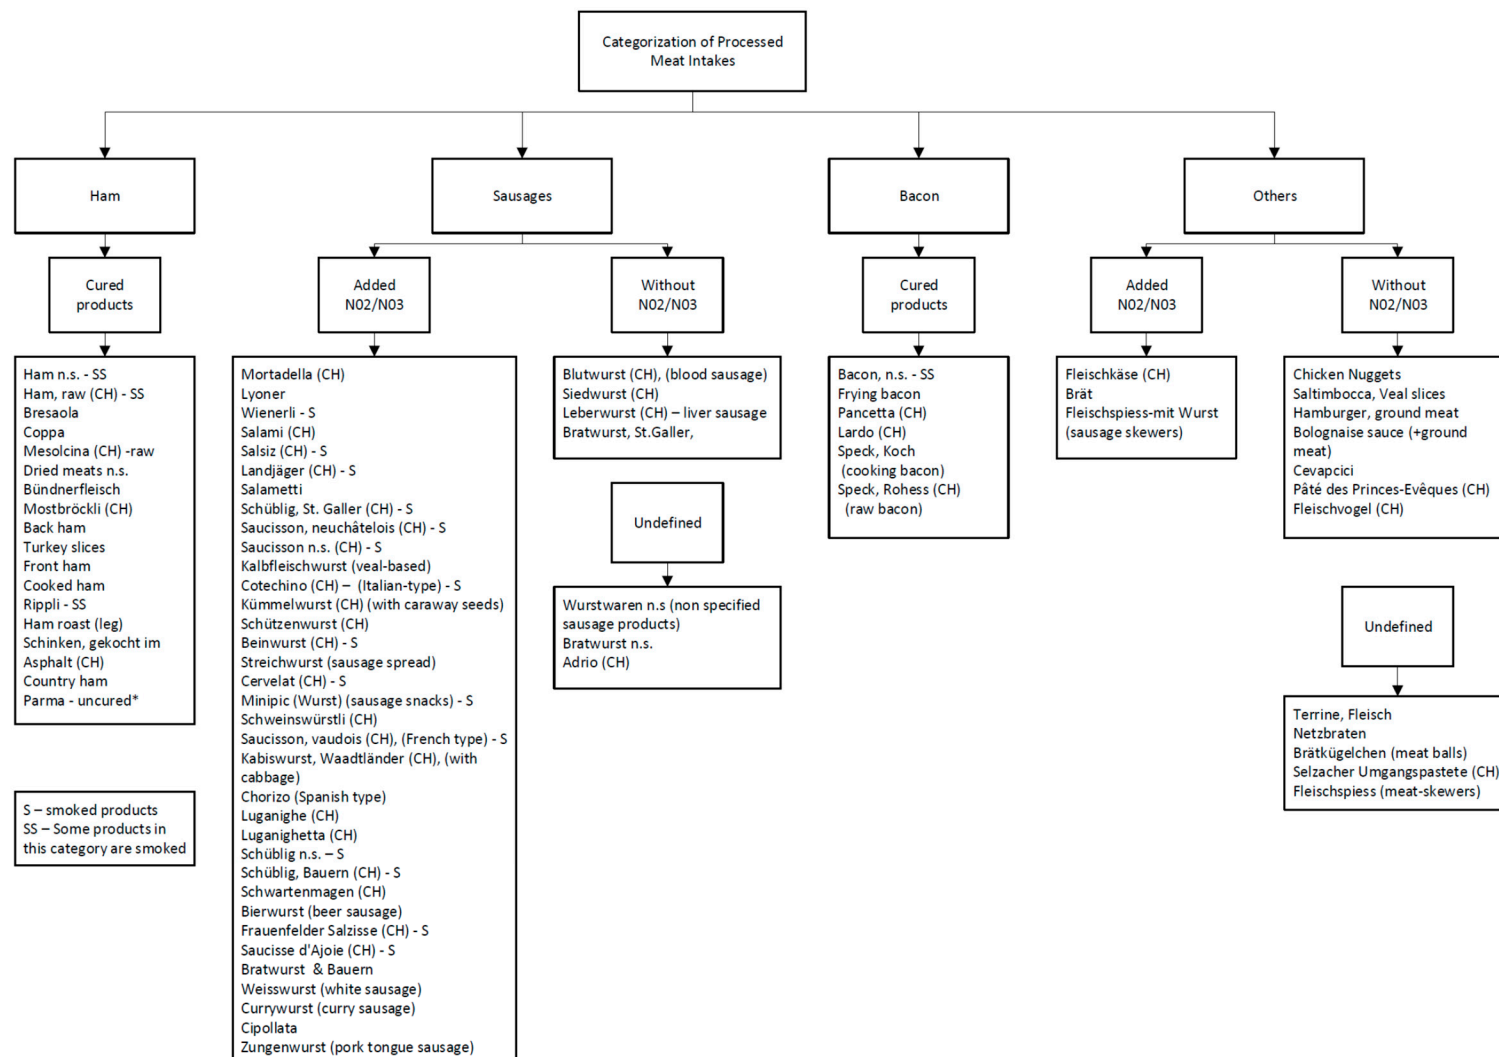 Categorization of Processed
Meat Intakes
Ham
Sausages
Bacon
Others
Cured
products
Added
N02/N03
Without
N02/N03
Cured
products
Added
N02/N03
Without
N02/N03
Ham n.s. - SS
Ham, raw (CH) - SS
Bresaola
Coppa
Mesolcina (CH) -raw
Dried meats n.s.
Bündnerfleisch
Mostbröckli (CH)
Back ham
Turkey slices
Front ham
Cooked ham
Rippli - SS
Ham roast (leg)
Schinken, gekocht im
Asphalt (CH)
Country ham
Parma - uncured*
S – smoked products
SS – Some products in
this category are smoked
Mortadella (CH)
Lyoner
Wienerli - S
Salami (CH)
Salsiz (CH) - S
Landjäger (CH) - S
Salametti
Schüblig, St. Galler (CH) - S
Saucisson, neuchâtelois (CH) - S
Saucisson n.s. (CH) - S
Kalbfleischwurst (veal-based)
Cotechino (CH) – (Italian-type) - S
Kümmelwurst (CH) (with caraway seeds)
Schützenwurst (CH)
Beinwurst (CH) - S
Streichwurst (sausage spread)
Cervelat (CH) - S
Minipic (Wurst) (sausage snacks) - S
Schweinswürstli (CH)
Saucisson, vaudois (CH), (French type) - S
Kabiswurst, Waadtländer (CH), (with
cabbage)
Chorizo (Spanish type)
Luganighe (CH)
Luganighetta (CH)
Schüblig n.s. – S
Schüblig, Bauern (CH) - S
Schwartenmagen (CH)
Bierwurst (beer sausage)
Frauenfelder Salzisse (CH) - S
Saucisse d'Ajoie (CH) - S
Bratwurst & Bauern
Weisswurst (white sausage)
Currywurst (curry sausage)
Cipollata
Zungenwurst (pork tongue sausage)
Blutwurst (CH), (blood sausage)
Siedwurst (CH)
Leberwurst (CH) – liver sausage
Bratwurst, St.Galler,
Undefined
Wurstwaren n.s (non specified
sausage products)
Bratwurst n.s.
Adrio (CH)
Bacon, n.s. - SS
Frying bacon
Pancetta (CH)
Lardo (CH)
Speck, Koch
(cooking bacon)
Speck, Rohess (CH)
(raw bacon)
Fleischkäse (CH)
Brät
Fleischspiess-mit Wurst
(sausage skewers)
Chicken Nuggets
Saltimbocca, Veal slices
Hamburger, ground meat
Bolognaise sauce (+ground
meat)
Cevapcici
Pâté des Princes-Evêques (CH)
Fleischvogel (CH)
Undefined
Terrine, Fleisch
Netzbraten
Brätkügelchen (meat balls)
Selzacher Umgangspastete (CH)
Fleischspiess (meat-skewers)